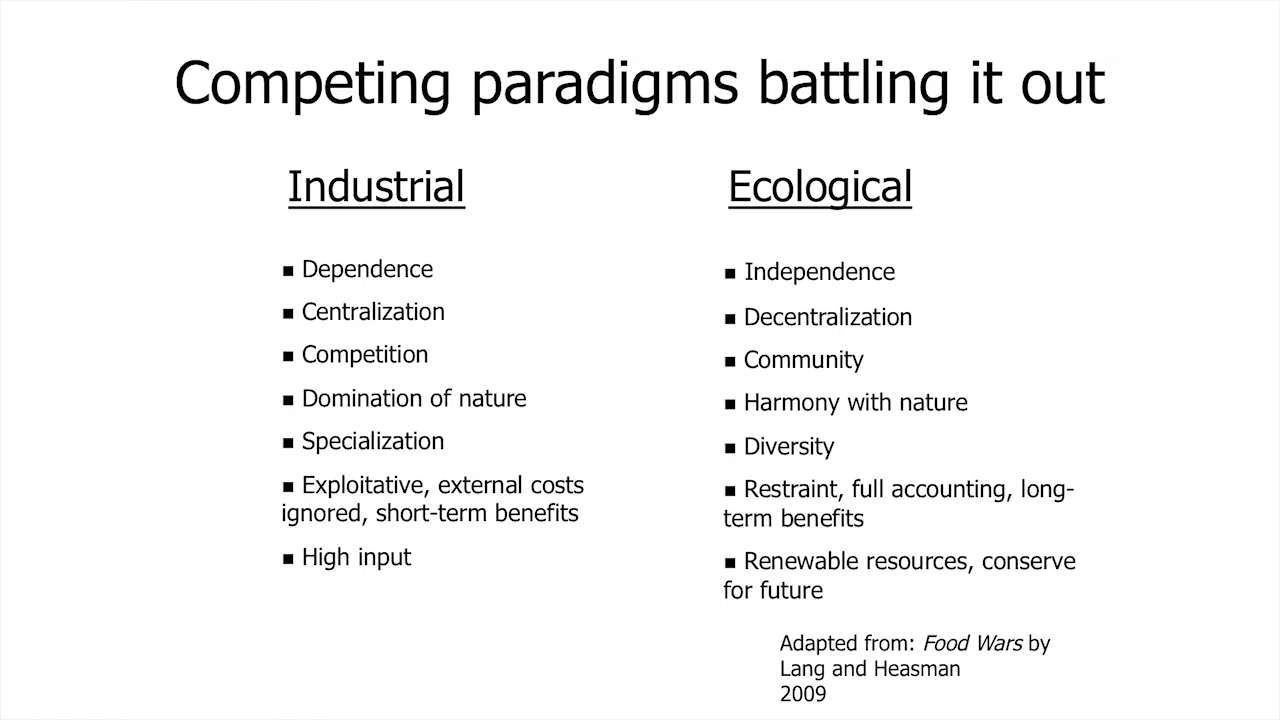 Competing paradigms battling it out
Industrial
■ Dependence
■ Centralization
■ Competition
■ Domination of nature
■ Specialization
■ Exploitative, external costs
ignored, short-term benefits
■ High input
Ecological
■ Independence
■ Decentralization
■ Community
■ Harmony with nature
■ Diversity
■ Restraint, full accounting, long-
term benefits
■ Renewable resources, conserve
for future
Adapted from: Food Wars by
Lang and Heasman
2009